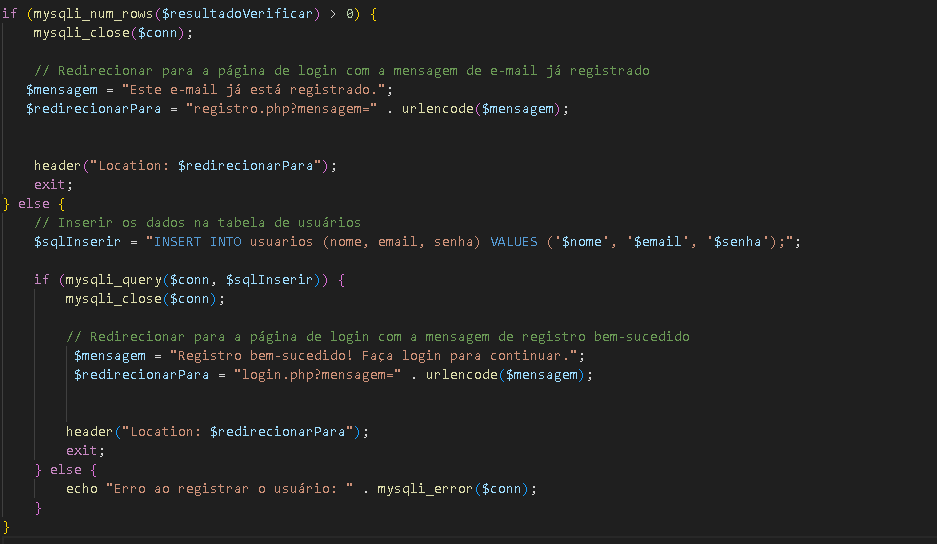 if (mysqli_num_rows($resultadoVerificar) > 0) {
mysqli_close($conn);
// Redirecionar para a página de login com a mensagem de e-mail já registrado
$mensagem = "Este e-mail já está registrado.";
$redirecionarPara = "registro.php?mensagem=" . urlencode($mensagem);
header("Location: $redirecionarPara");
exit;
} else {
// Inserir os dados na tabela de usuários
$sqlInserir = "INSERT INTO usuarios (nome, email, senha) VALUES ('$nome', '$email', '$senha');";
if (mysqli_query($conn, $sqlInserir)) {
mysqli_close($conn);
// Redirecionar para a página de login com a mensagem de registro bem-sucedido
$mensagem = "Registro bem-sucedido! Faça login para continuar.";
$redirecionarPara = "login.php?mensagem=" . urlencode($mensagem);
header("Location: $redirecionarPara");
exit;
} else {
echo "Erro ao registrar o usuário: " . mysqli_error($conn);
}
}